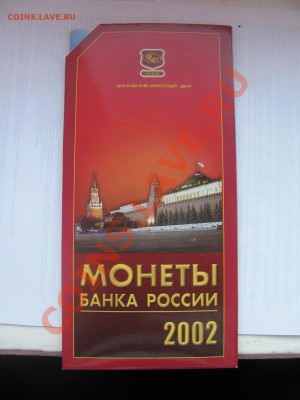 coins.lave.ru
МОСКОВСКИЙ МОНЕТНЫЙ ДВОР
МОНЕТЫ
БАНКА РОССИИ
2002
COINS.LAVE.RU